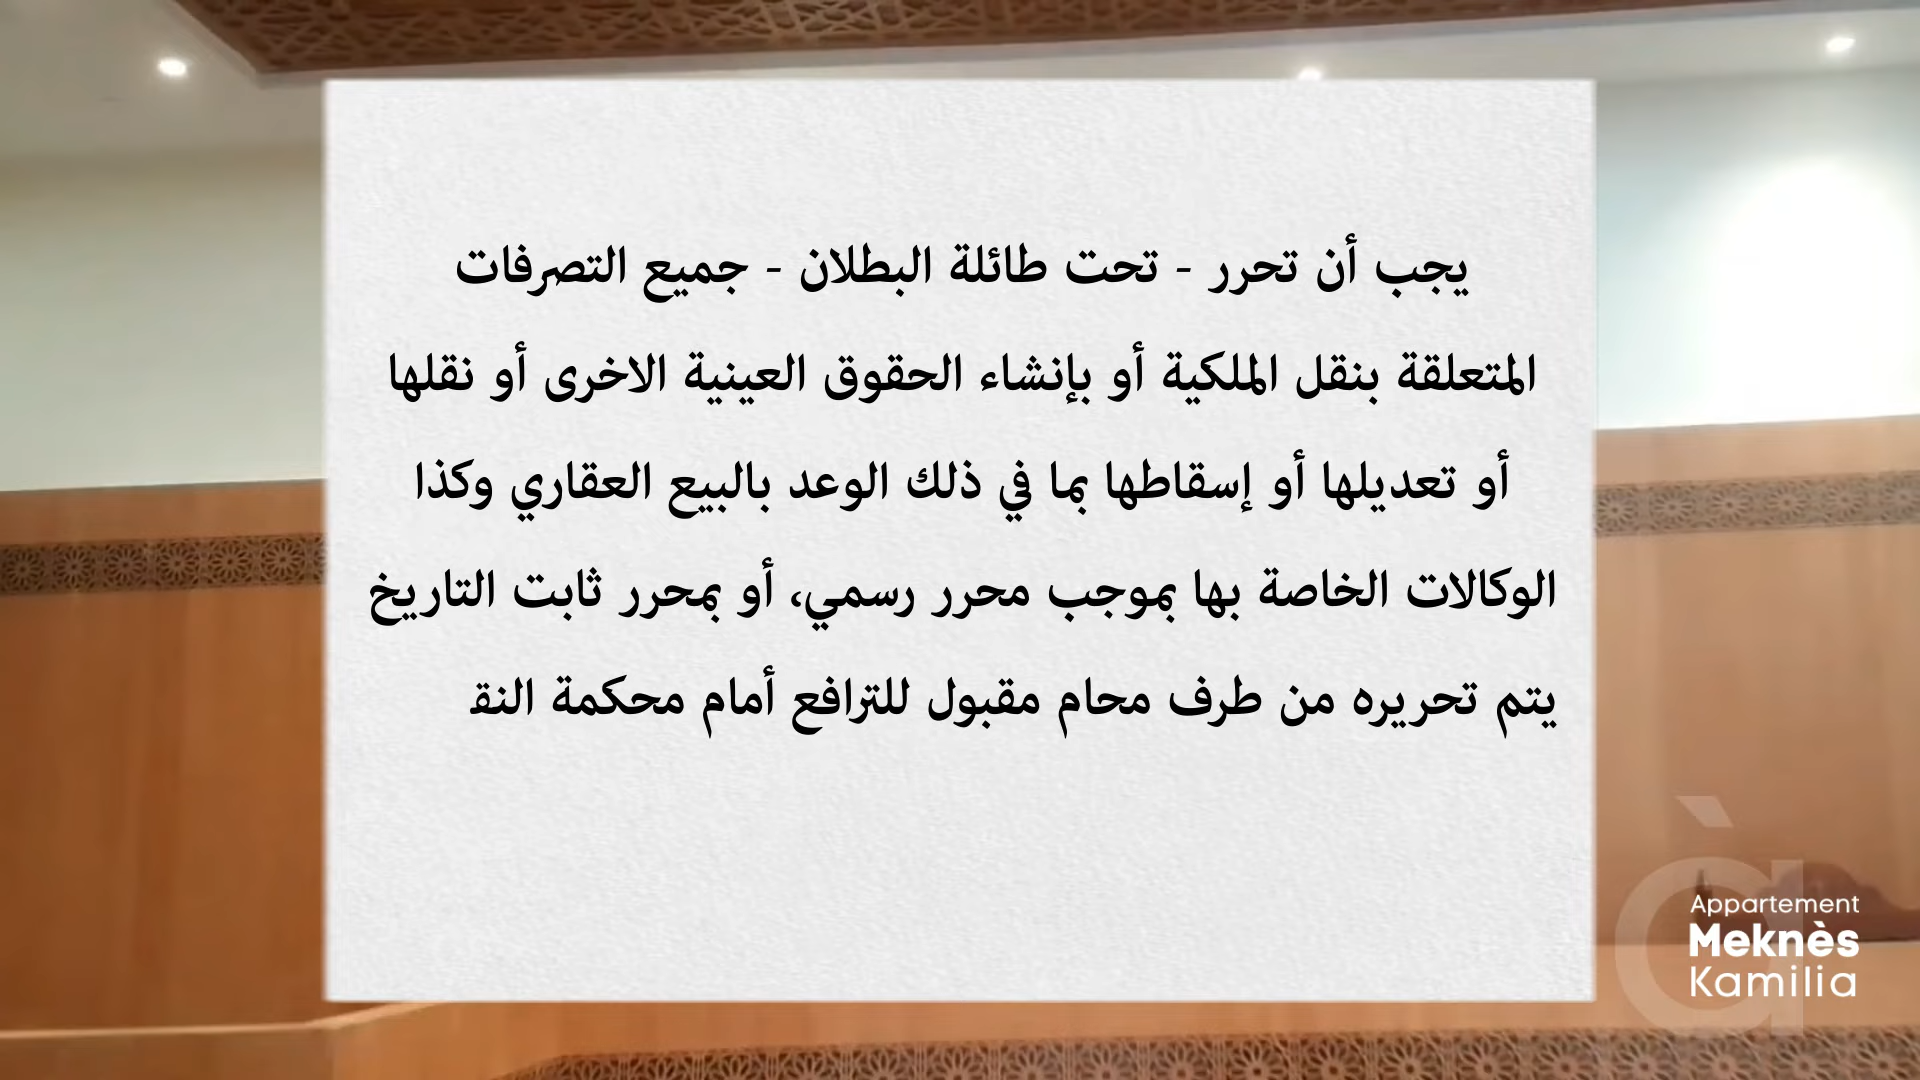 يجب أن تحرر - تحت طائلة البطلان - جميع التصرفات
المتعلقة بنقل الملكية أو بإنشاء الحقوق العينية الاخرى أو نقلها
أو تعديلها أو إسقاطها بما في ذلك الوعد بالبيع العقاري وكذا
الوكالات الخاصة بها بموجب محرر رسمي، أو بمحرر ثابت التاريخ
يتم تحريره من طرف محام مقبول للترافع أمام محكمة النقـ
à
Appartement
Meknès
Kamilia